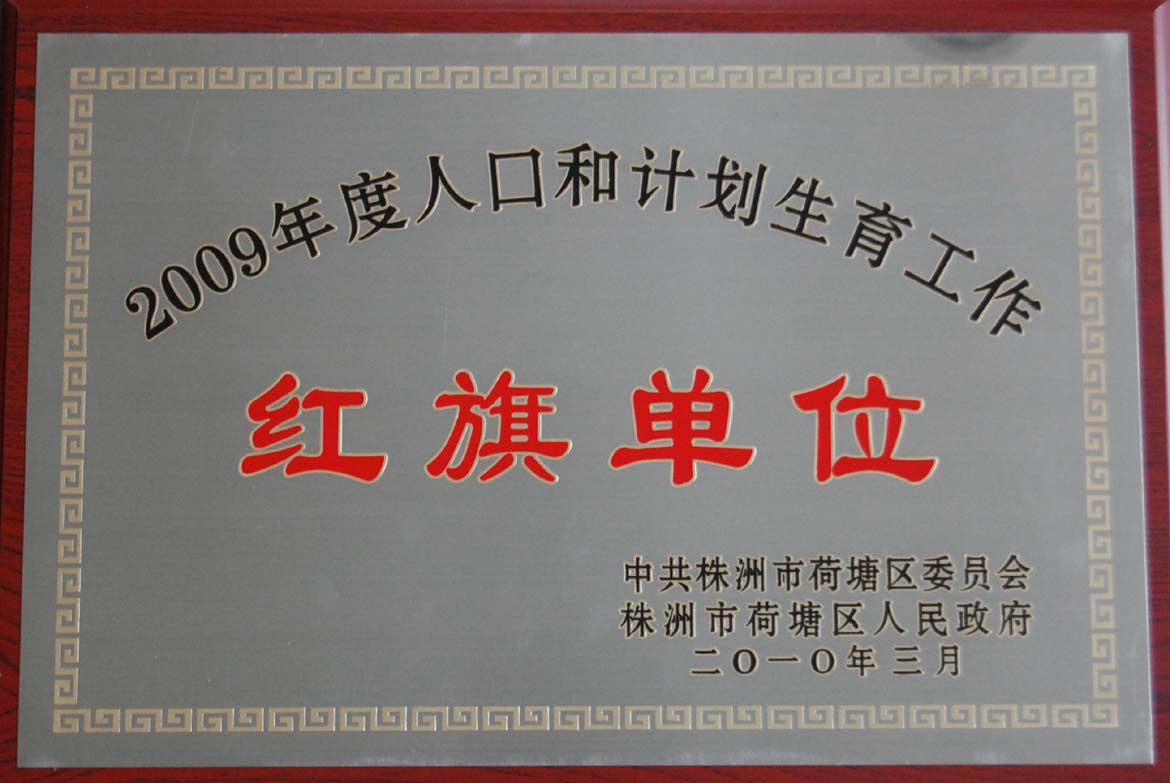 2009年度人口和计划生育工作
红旗单位
中共株洲市荷塘区委员会
株洲市荷塘区人民政府
二〇一〇年三月